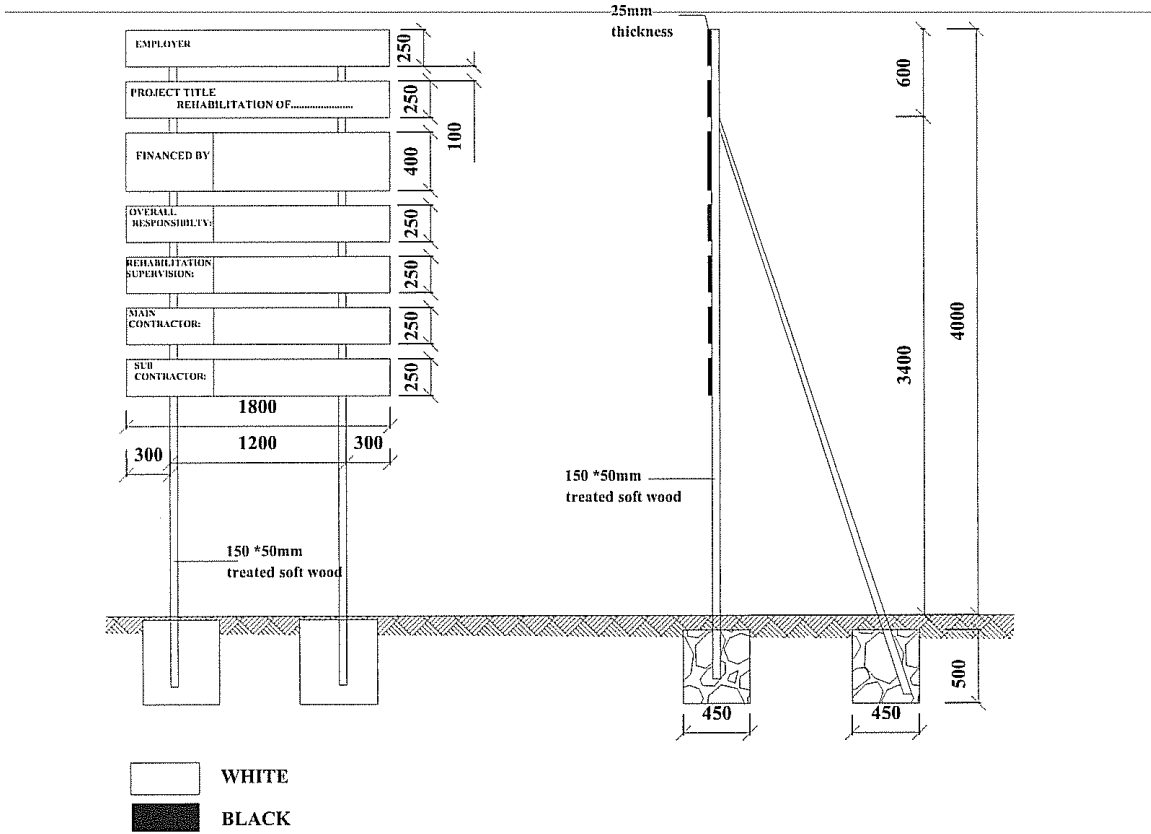 EMPLOYER
250
PROJECT TITLE
REHABILITATION OF........................
250
100
FINANCED BY
400
OVERALL
RESPONSIBILTY:
250
REHABILITATION
SUPERVISION:
250
MAIN
CONTRACTOR:
250
SUB
CONTRACTOR:
250
1800
300
1200
300
150 *50mm
treated soft wood
25mm
thickness
600
3400
4000
150 *50mm
treated soft wood
500
450
450
WHITE
BLACK